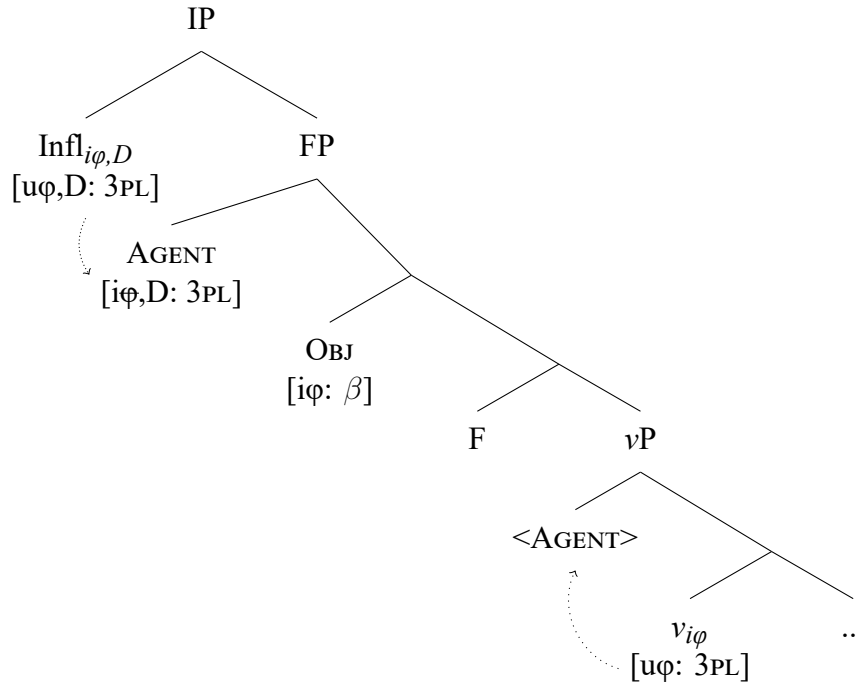 IP
Infl_{iφ,D} FP
[uφ,D: 3PL]
AGENT
[iφ,D: 3PL]
OBJ
[iφ: β]
F vP
<AGENT>
v_{iφ} ..
[uφ: 3PL]